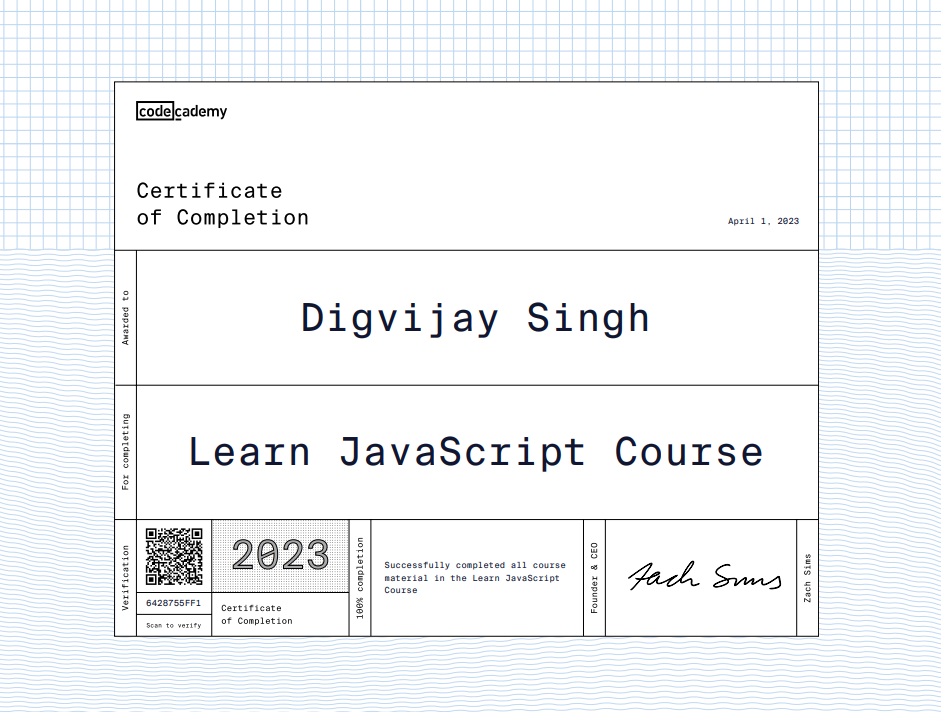 codecademy
Certificate
of Completion
April 1, 2023
Awarded to
Digvijay Singh
For completing
Learn JavaScript Course
Verification
6428755FF1
Scan to verify
2023
Certificate
of Completion
100% completion
Successfully completed all course
material in the Learn JavaScript
Course
Founder & CEO
Zach Sims
Zach Sims